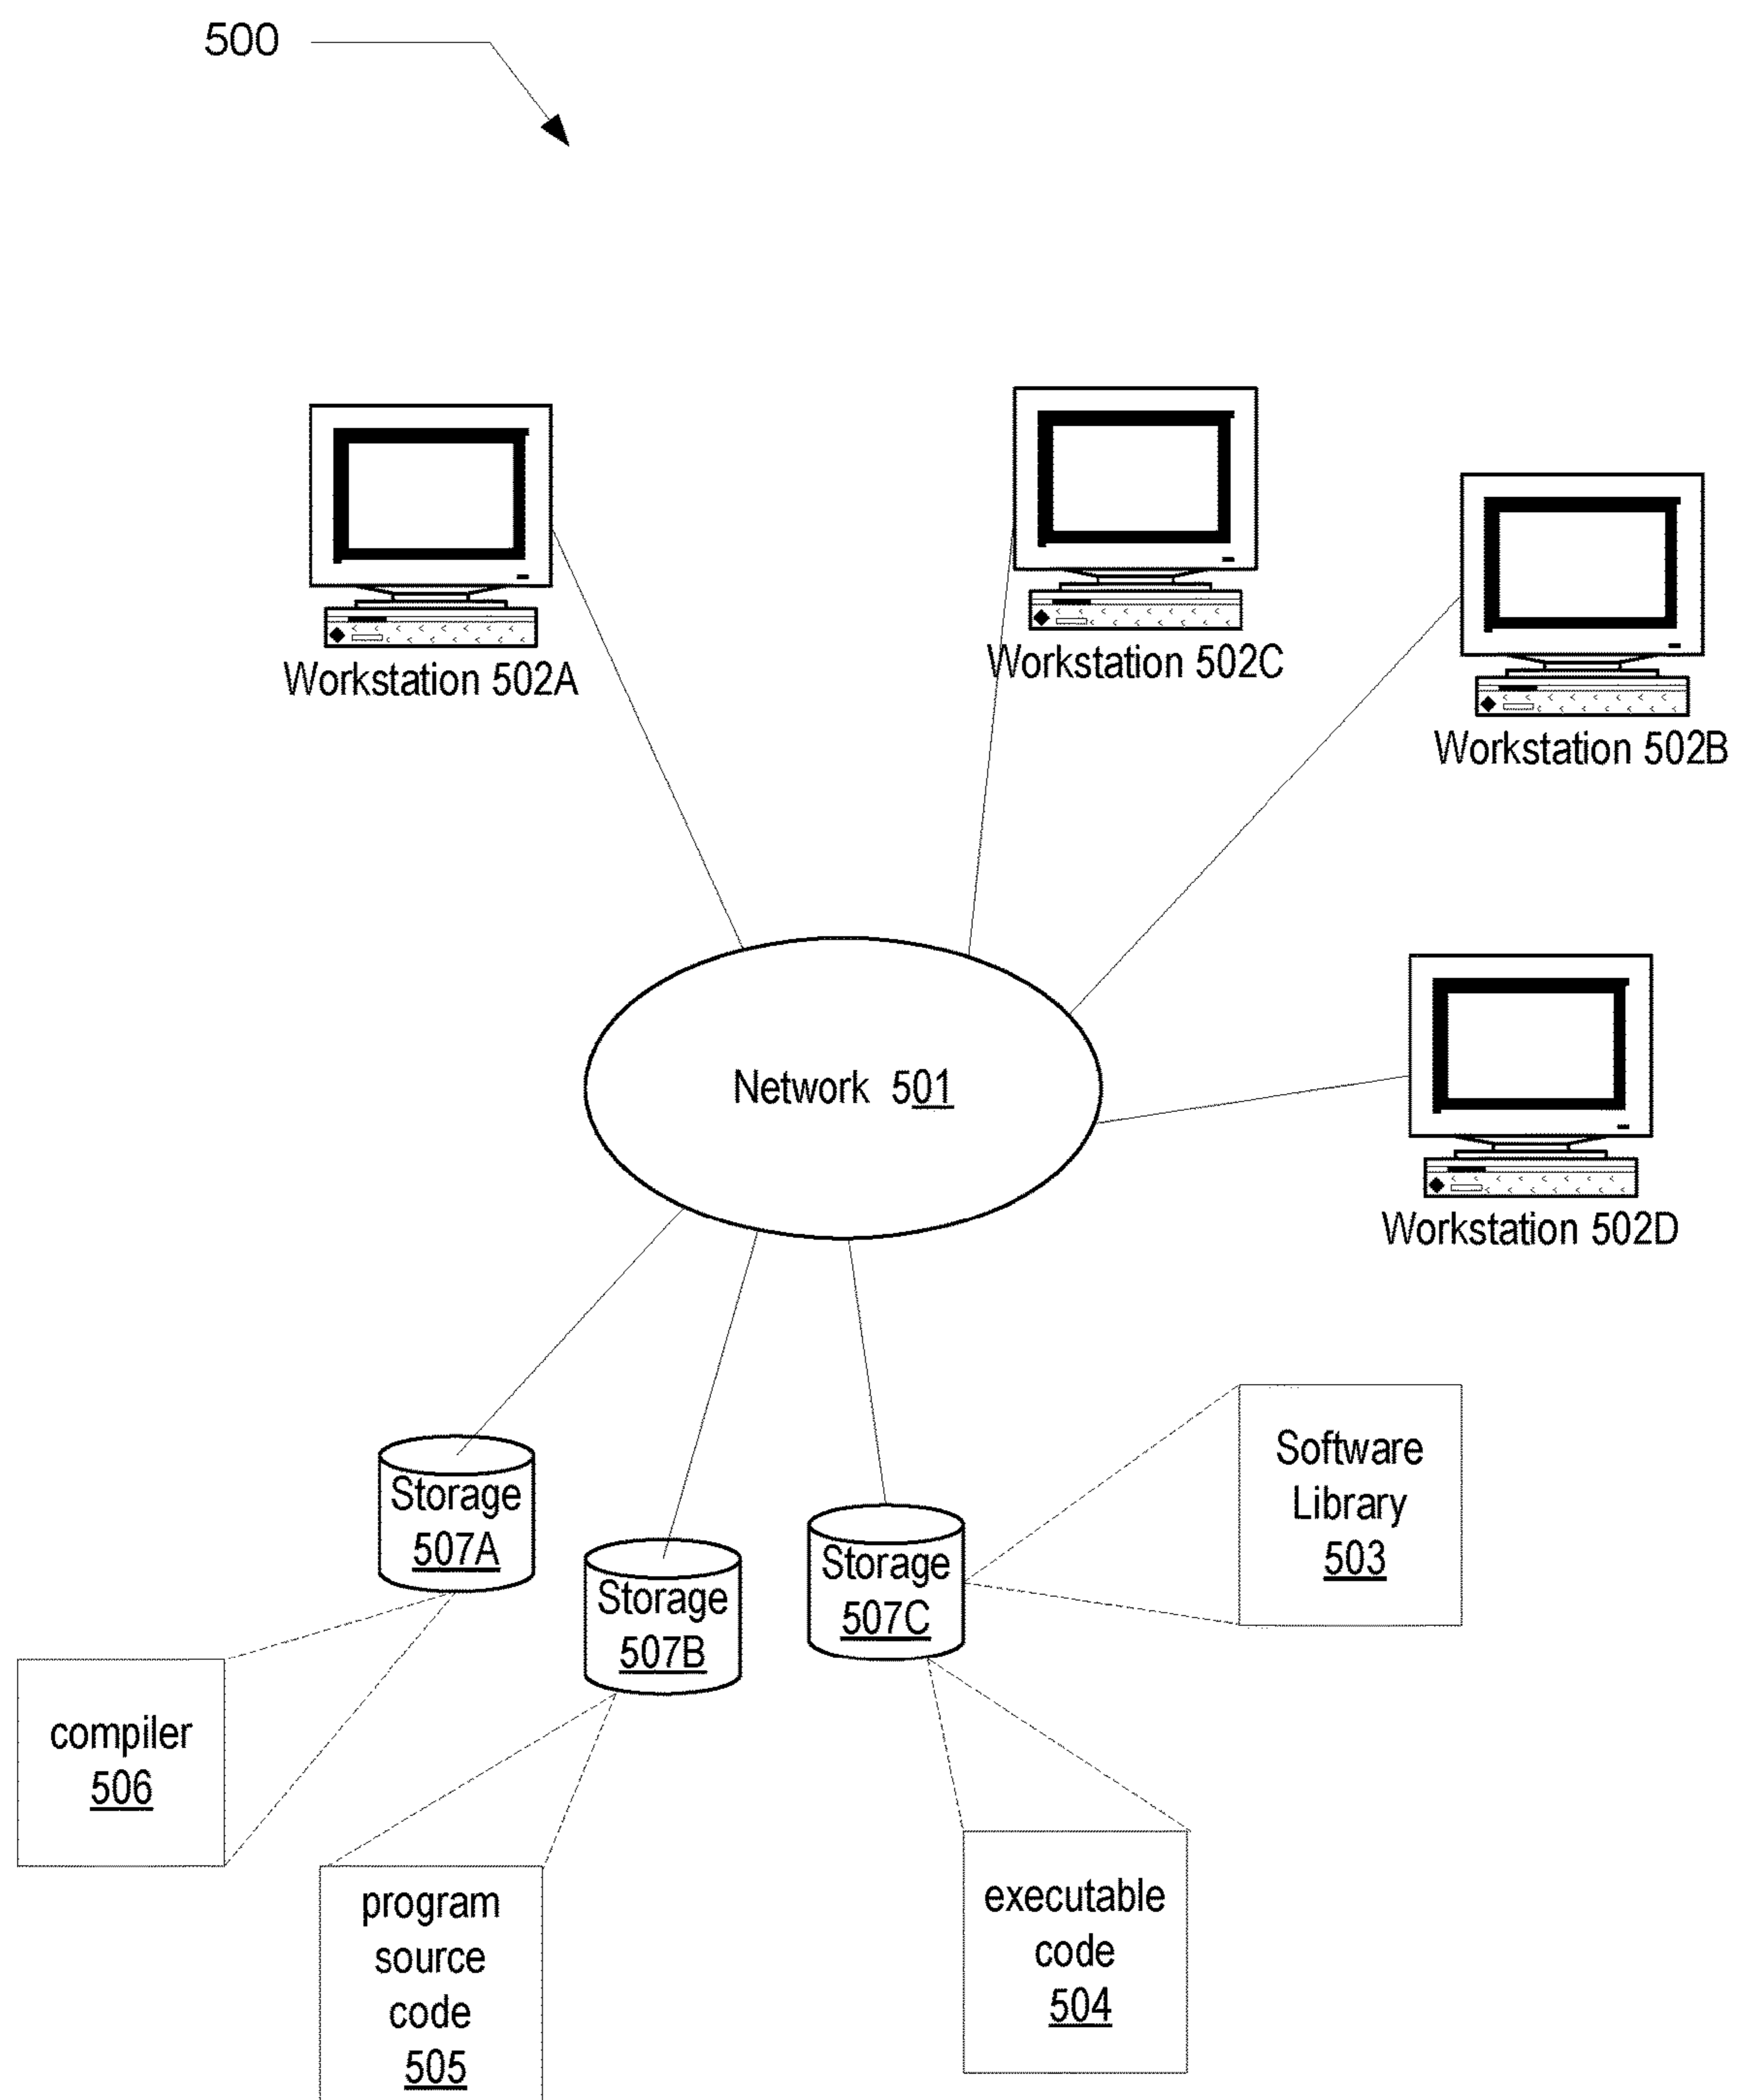 500
Workstation 502A
Workstation 502C
Workstation 502B
Network 501
Workstation 502D
Storage
507A
Storage
507B
Storage
507C
Software
Library
503
compiler
506
program
source
code
505
executable
code
504